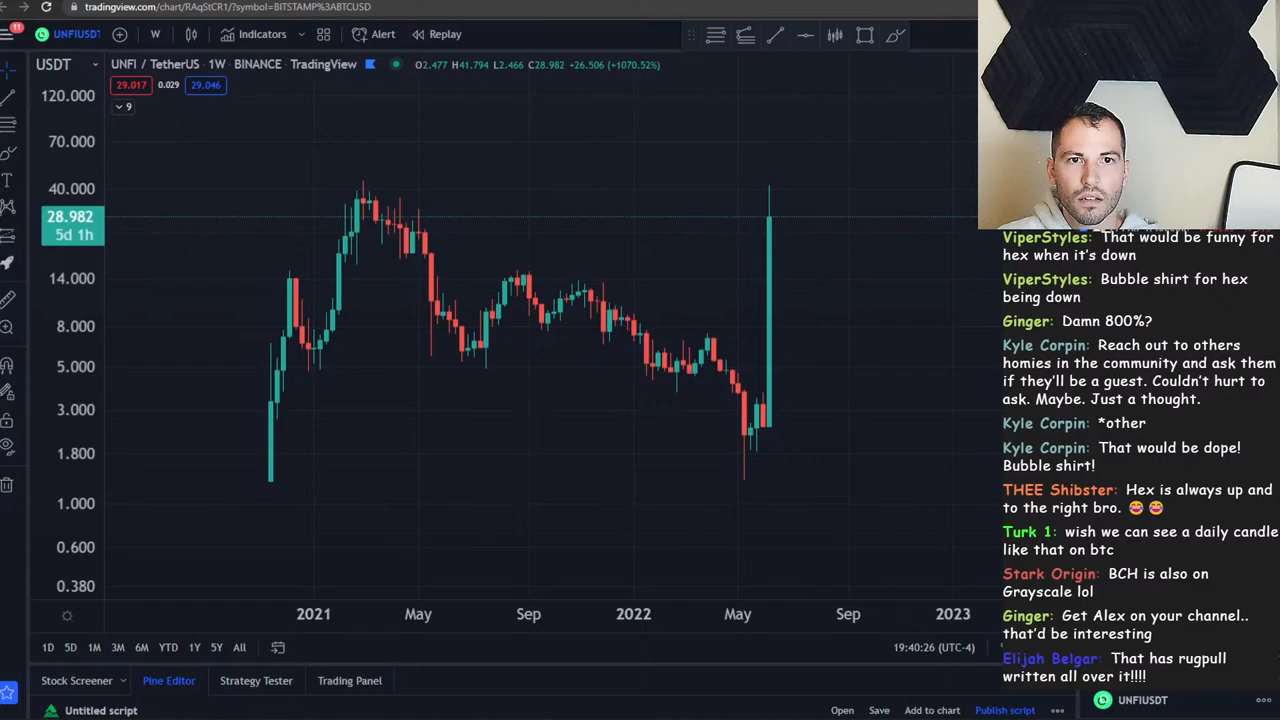 tradingview.com/chart/RAqStCR1/?symbol=BITSTAMP%3ABTCUSD
11
UNFIUSDT
W
Indicators
Alert
Replay
USDT
UNFI / TetherUS · 1W · BINANCE · TradingView
O2.477 H41.794 L2.466 C28.982 +26.506 (+1070.52%)
29.017
0.029
29.046
9
120.000
70.000
40.000
28.982
5d 1h
14.000
8.000
5.000
3.000
1.800
1.000
0.600
0.380
2021
May
Sep
2022
May
Sep
2023
1D
5D
1M
3M
6M
YTD
1Y
5Y
All
19:40:26 (UTC-4)
Stock Screener
Pine Editor
Strategy Tester
Trading Panel
Untitled script
Open
Save
Add to chart
Publish script
ViperStyles: That would be funny for
hex when it's down
ViperStyles: Bubble shirt for hex
being down
Ginger: Damn 800%?
Kyle Corpin: Reach out to others
homies in the community and ask them
if they'll be a guest. Couldn't hurt to
ask. Maybe. Just a thought.
Kyle Corpin: *other
Kyle Corpin: That would be dope!
Bubble shirt!
THEE Shibster: Hex is always up and
to the right bro. 😂 😂
Turk 1: wish we can see a daily candle
like that on btc
Stark Origin: BCH is also on
Grayscale lol
Ginger: Get Alex on your channel..
that'd be interesting
Elijah Belgar: That has rugpull
written all over it!!!!
UNFIUSDT